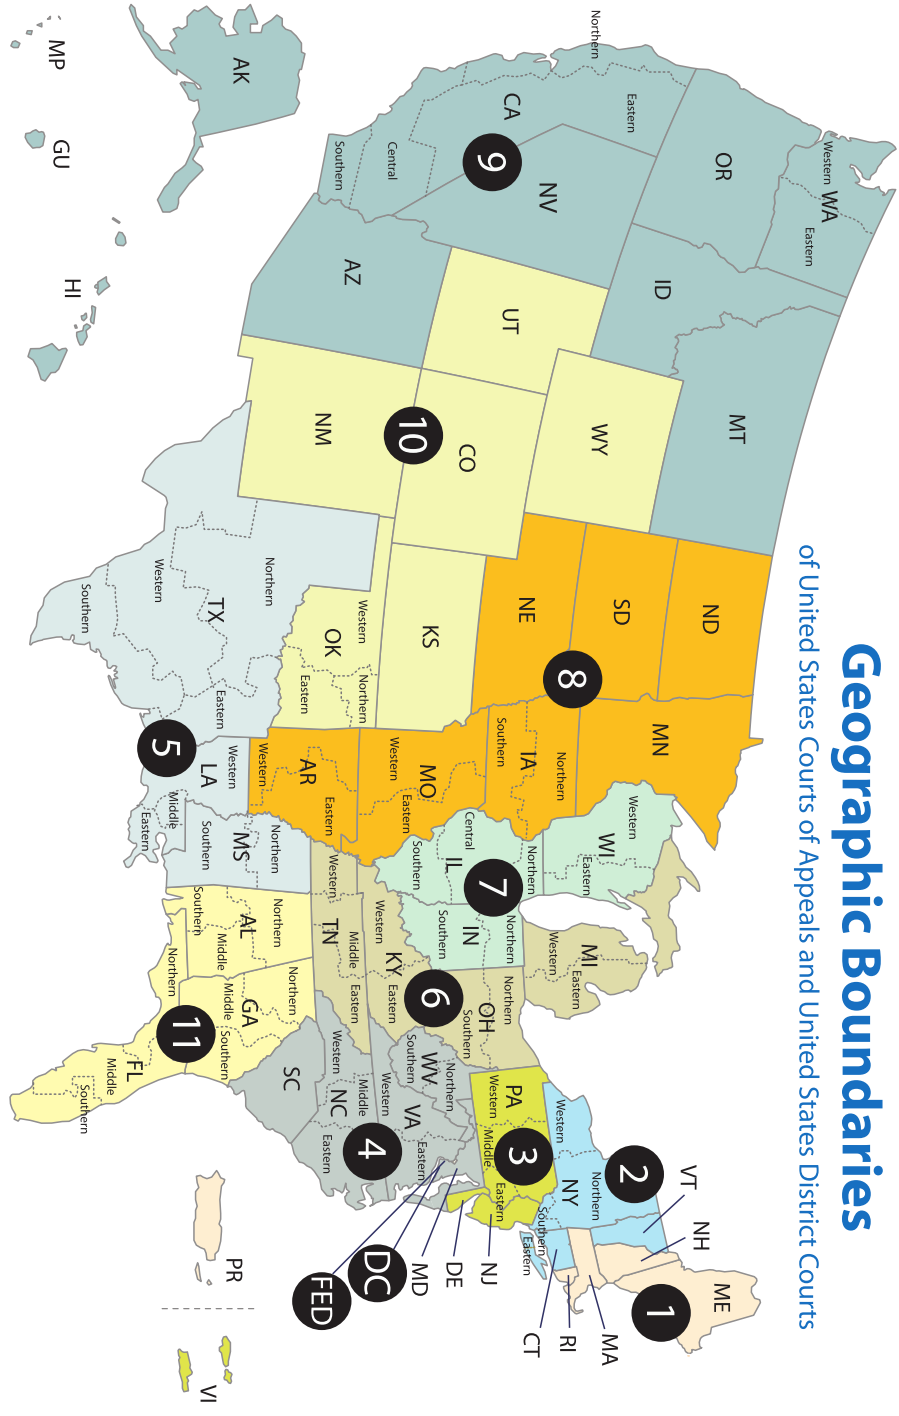 Geographic Boundaries
of United States Courts of Appeals and United States District Courts
WA
Western
Eastern
OR
ID
MT
CA
Northern
Eastern
Central
Southern
NV
9
AZ
AK
MP
GU
HI
UT
WY
CO
10
NM
KS
OK
Western
Northern
Eastern
ND
SD
NE
8
MN
IA
Northern
Southern
MO
Western
Eastern
AR
Western
Eastern
TX
Northern
Western
Southern
Eastern
5
LA
Western
Middle
Eastern
MS
Northern
Southern
WI
Western
Eastern
IL
Northern
Central
Southern
7
IN
Northern
Southern
MI
Western
Eastern
OH
Northern
Southern
6
KY
Western
Eastern
TN
Western
Middle
Eastern
AL
Northern
Middle
Southern
GA
Northern
Middle
Southern
11
FL
Northern
Middle
Southern
SC
NC
Western
Middle
Eastern
4
VA
Western
Eastern
WV
Northern
Southern
PA
Western
Middle
Eastern
3
NY
Western
Northern
Southern
Eastern
2
VT
NH
ME
1
MA
RI
CT
NJ
DE
MD
DC
FED
PR
VI